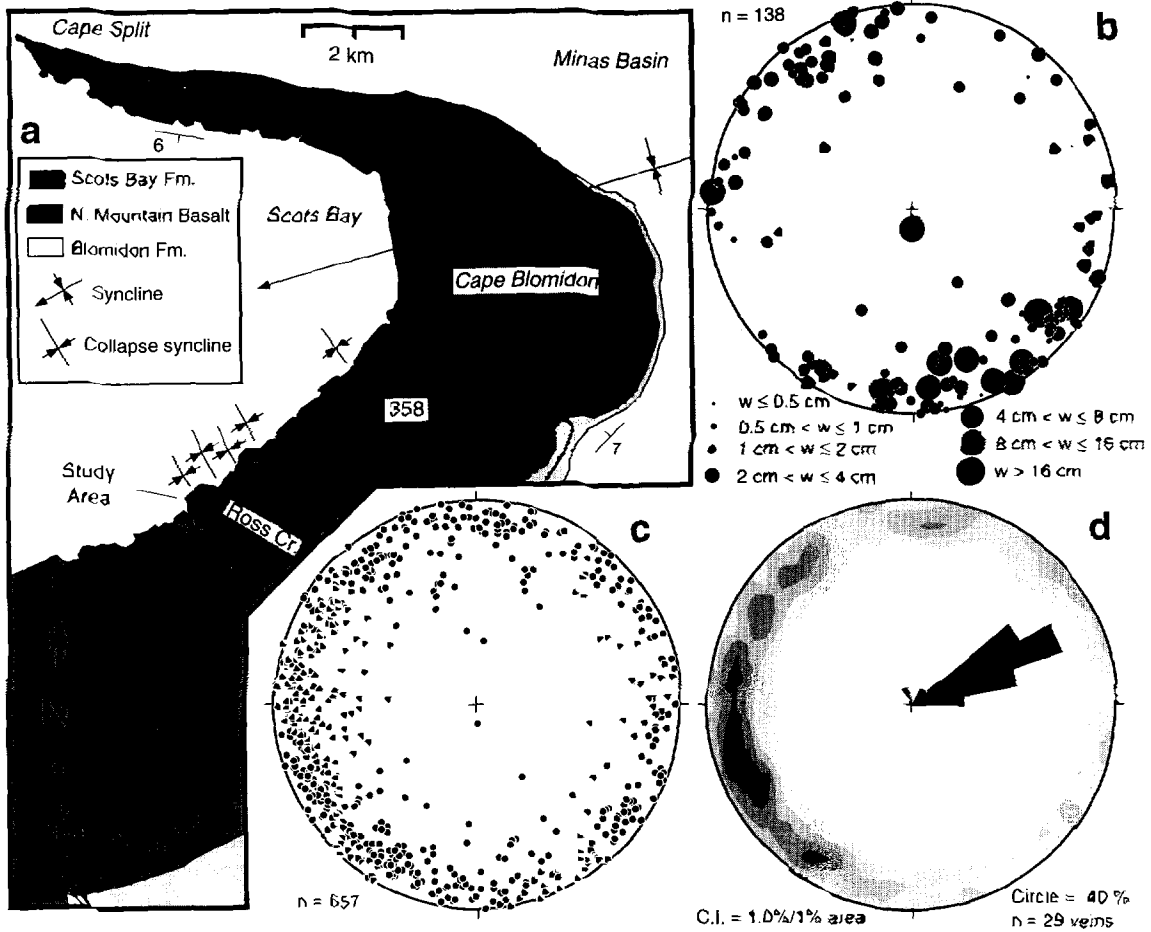 Cape Split
2 km
Minas Basin
a
6
Scots Bay Fm.
N. Mountain Basalt
Blomidon Fm.
Syncline
Collapse syncline
Scots Bay
Cape Blomidon
358
7
Study
Area
Ross Cr.
n = 138
b
w ≤ 0.5 cm
0.5 cm < w ≤ 1 cm
1 cm < w ≤ 2 cm
2 cm < w ≤ 4 cm
4 cm < w ≤ 8 cm
8 cm < w ≤ 16 cm
w > 16 cm
c
n = 657
d
C.I. = 1.0%/1% area
Circle = 40 %
n = 29 veins